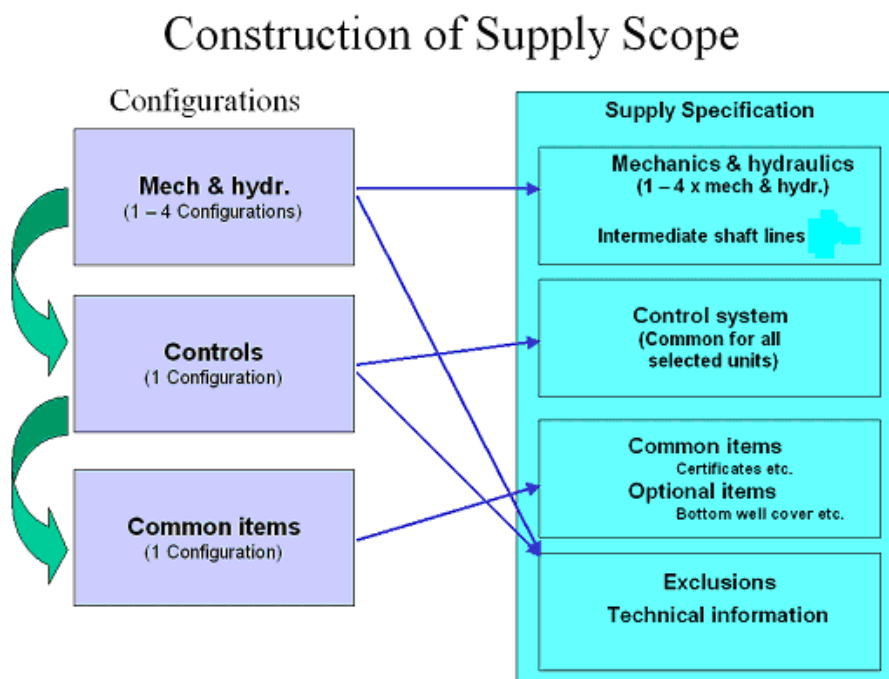 Construction of Supply Scope
Configurations
Mech & hydr.
(1 – 4 Configurations)
Controls
(1 Configuration)
Common items
(1 Configuration)
Supply Specification
Mechanics & hydraulics
(1 – 4 x mech & hydr.)
Intermediate shaft lines
Control system
(Common for all
selected units)
Common items
Certificates etc.
Optional items
Bottom well cover etc.
Exclusions
Technical information